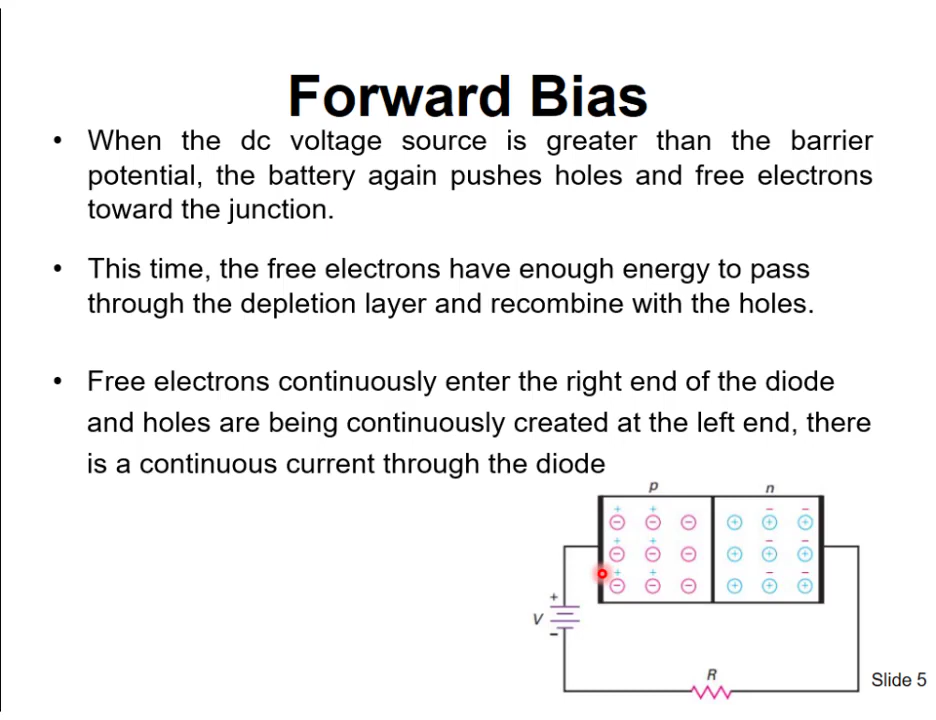 Forward Bias
• When the dc voltage source is greater than the barrier
potential, the battery again pushes holes and free electrons
toward the junction.
• This time, the free electrons have enough energy to pass
through the depletion layer and recombine with the holes.
• Free electrons continuously enter the right end of the diode
and holes are being continuously created at the left end, there
is a continuous current through the diode
p n
+ + − −
− − − + + +
+ + − −
− − − + + +
+ + − −
− − − + + +
+
V
−
R
Slide 5